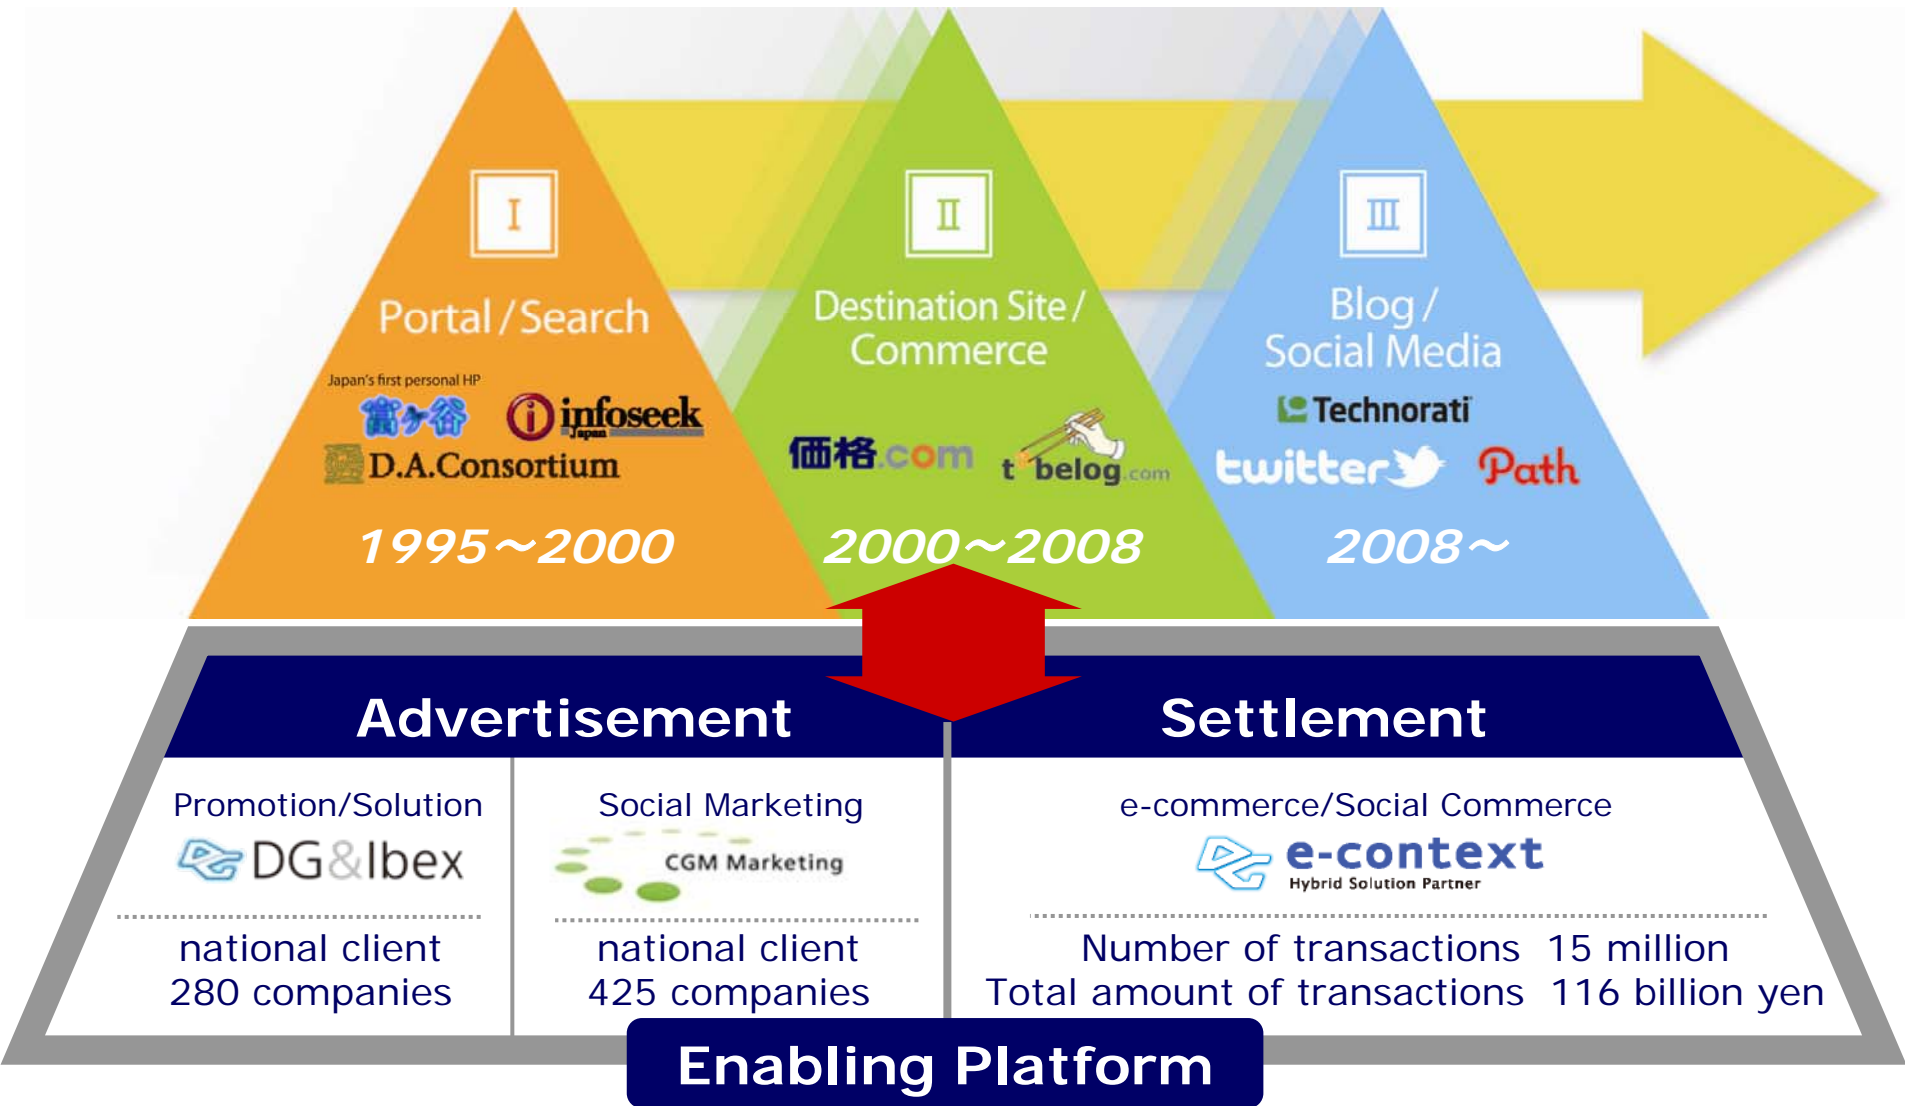 I
Portal / Search
Japan's first personal HP
富ヶ谷
infoseek
Japan
D.A.Consortium
1995～2000
II
Destination Site /
Commerce
価格.com
t belog.com
2000～2008
III
Blog /
Social Media
Technorati
twitter
Path
2008～
Advertisement
Settlement
Promotion/Solution
DG&Ibex
national client
280 companies
Social Marketing
CGM Marketing
national client
425 companies
e-commerce/Social Commerce
e-context
Hybrid Solution Partner
Number of transactions 15 million
Total amount of transactions 116 billion yen
Enabling Platform